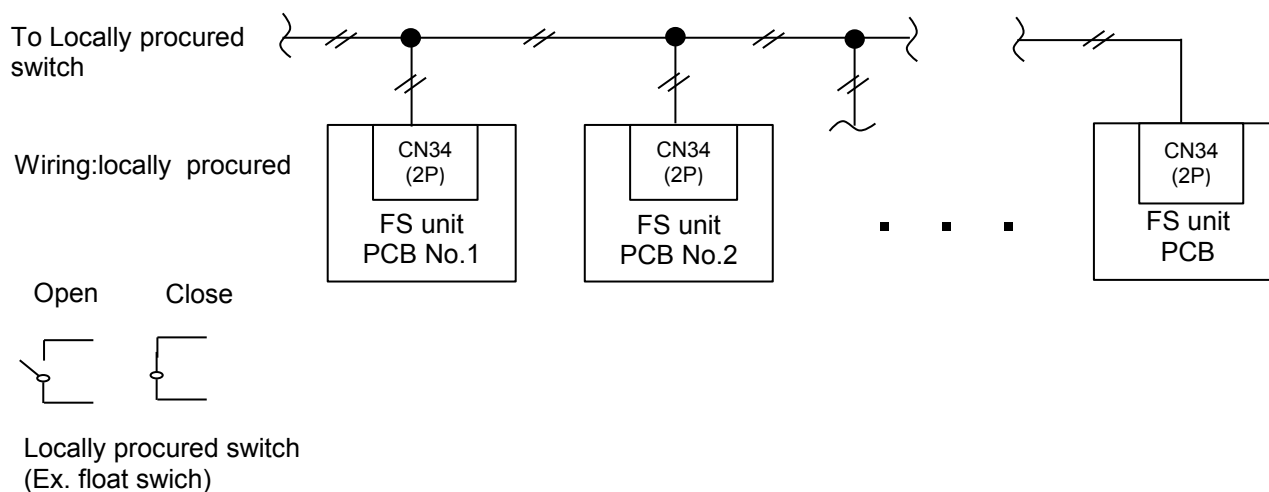 To Locally procured
switch
Wiring:locally procured
CN34
(2P)
FS unit
PCB No.1
CN34
(2P)
FS unit
PCB No.2
CN34
(2P)
FS unit
PCB
Open Close
Locally procured switch
(Ex. float swich)